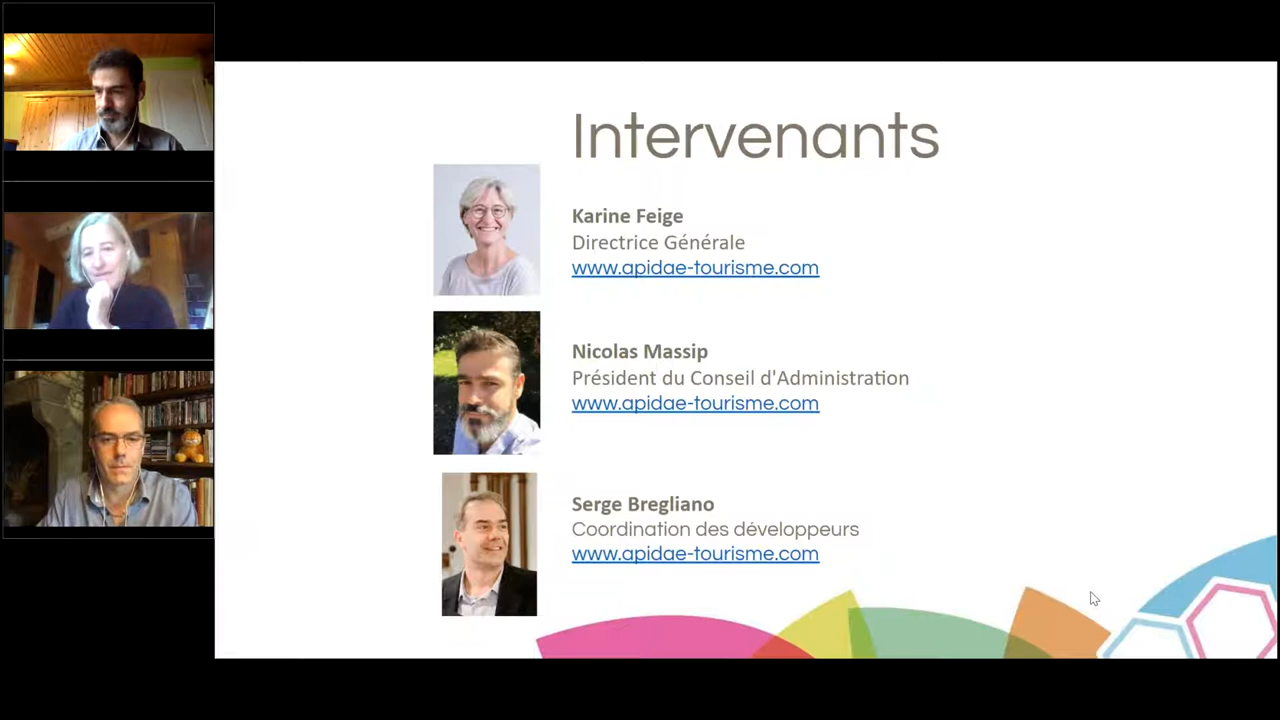 Intervenants
Karine Feige
Directrice Générale
www.apidae-tourisme.com
Nicolas Massip
Président du Conseil d'Administration
www.apidae-tourisme.com
Serge Bregliano
Coordination des développeurs
www.apidae-tourisme.com